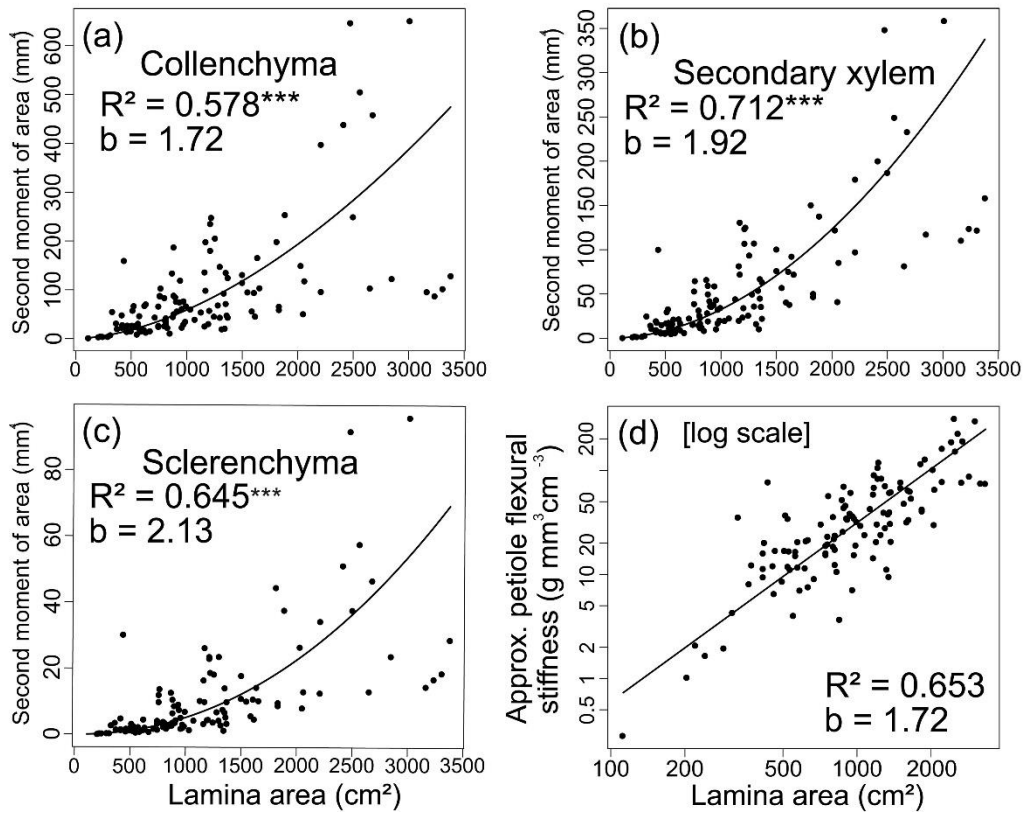 (a)
Collenchyma
R² = 0.578***
b = 1.72
Second moment of area (mm⁴)
0 100 200 300 400 500 600
0 500 1000 1500 2000 2500 3000 3500
(b)
Secondary xylem
R² = 0.712***
b = 1.92
Second moment of area (mm⁴)
0 50 100 150 200 250 300 350
0 500 1000 1500 2000 2500 3000 3500
(c)
Sclerenchyma
R² = 0.645***
b = 2.13
Second moment of area (mm)
0 20 40 60 80
0 500 1000 1500 2000 2500 3000 3500
Lamina area (cm²)
(d) [log scale]
R² = 0.653
b = 1.72
Approx. petiole flexural
stiffness (g mm³cm⁻³)
0.5 1 2 5 10 20 50 100 200
100 200 500 1000 2000
Lamina area (cm²)